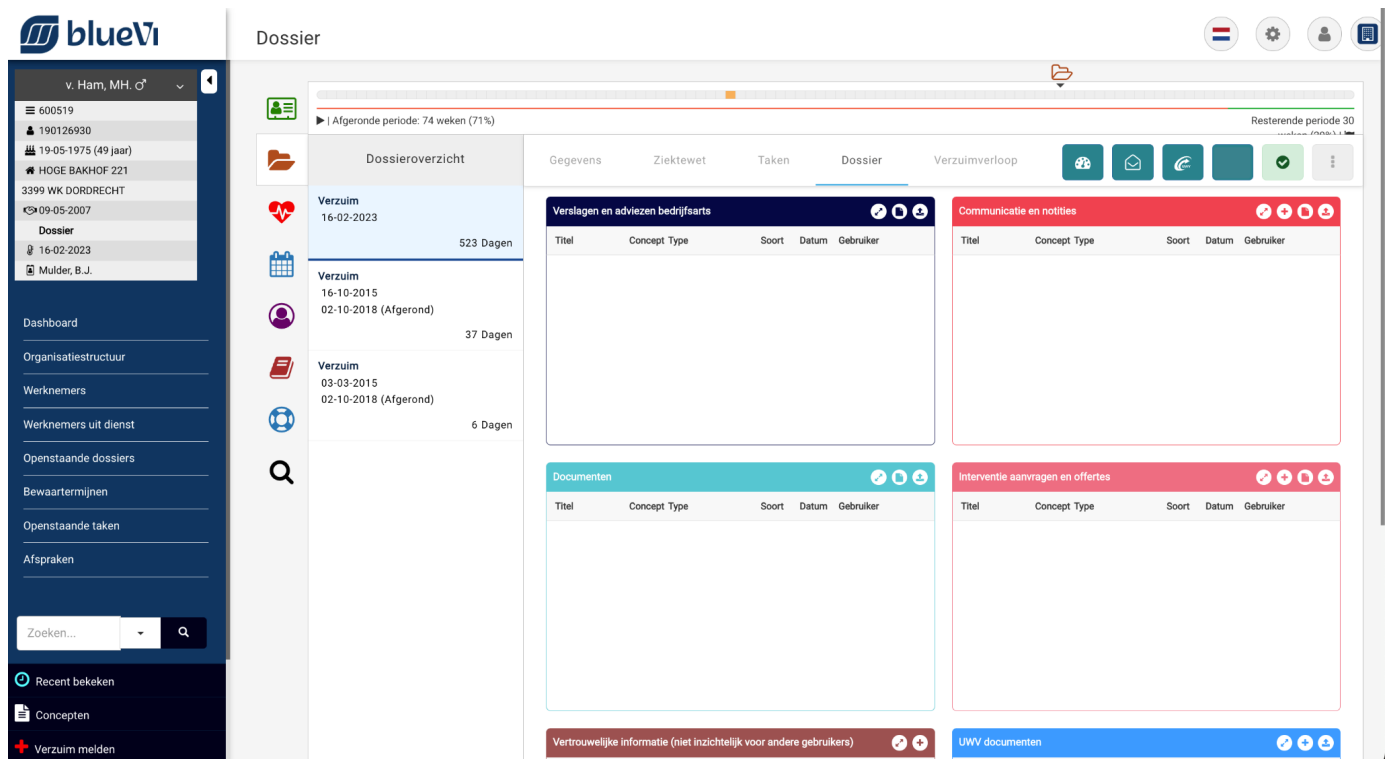 blueVi
Dossier
v. Ham, MH.
600519
190126930
19-05-1975 (49 jaar)
HOGE BAKHOF 221
3399 WK DORDRECHT
09-05-2007
Dossier
16-02-2023
Mulder, B.J.
Dashboard
Organisatiestructuur
Werknemers
Werknemers uit dienst
Openstaande dossiers
Bewaartermijnen
Openstaande taken
Afspraken
Zoeken...
Recent bekeken
Concepten
Verzuim melden
| Afgeronde periode: 74 weken (71%)
Resterende periode 30
Dossieroverzicht
Verzuim
16-02-2023
523 Dagen
Verzuim
16-10-2015
02-10-2018 (Afgerond)
37 Dagen
Verzuim
03-03-2015
02-10-2018 (Afgerond)
6 Dagen
Gegevens Ziektewet Taken Dossier Verzuimverloop
Verslagen en adviezen bedrijfsarts
Titel Concept Type Soort Datum Gebruiker
Communicatie en notities
Titel Concept Type Soort Datum Gebruiker
Documenten
Titel Concept Type Soort Datum Gebruiker
Interventie aanvragen en offertes
Titel Concept Type Soort Datum Gebruiker
Vertrouwelijke informatie (niet inzichtelijk voor andere gebruikers)
UWV documenten